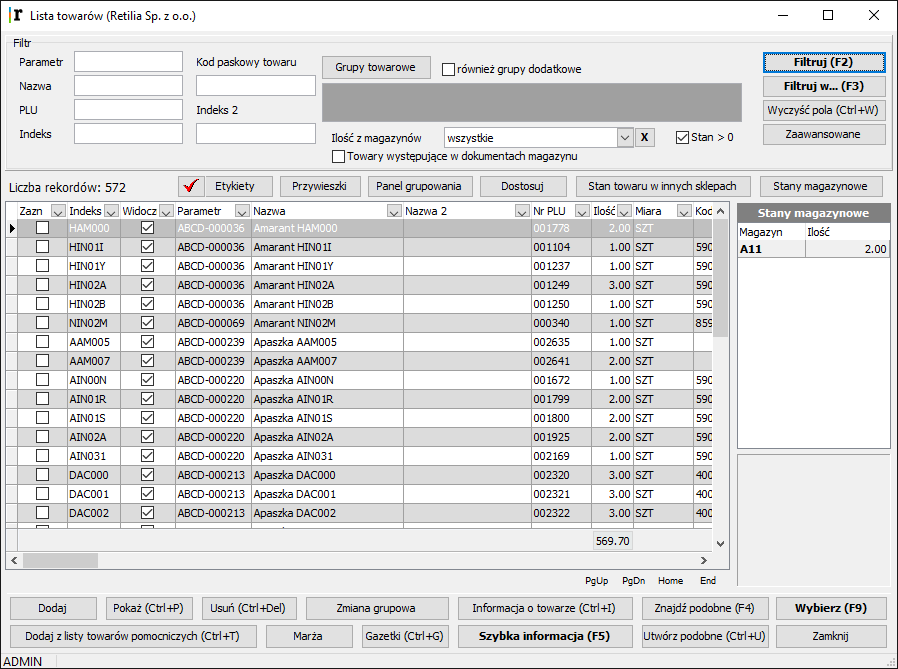 Lista towarów (Retilia Sp. z o.o.)
Filtr
Parametr
Kod paskowy towaru
Grupy towarowe
również grupy dodatkowe
Filtruj (F2)
Nazwa
Filtruj w... (F3)
PLU
Indeks 2
Wyczyść pola (Ctrl+W)
Indeks
Ilość z magazynów
wszystkie
X
Stan > 0
Zaawansowane
Towary występujące w dokumentach magazynu
Liczba rekordów: 572
Etykiety
Przywieszki
Panel grupowania
Dostosuj
Stan towaru w innych sklepach
Stany magazynowe
Zazn Indeks Widocz Parametr Nazwa Nazwa 2 Nr PLU Ilość Miara Kod
HAM000 ABCD-000036 Amarant HAM000 001778 2.00 SZT
HIN01I ABCD-000036 Amarant HIN01I 001104 1.00 SZT 590
HIN01Y ABCD-000036 Amarant HIN01Y 001237 1.00 SZT 590
HIN02A ABCD-000036 Amarant HIN02A 001249 3.00 SZT 590
HIN02B ABCD-000036 Amarant HIN02B 001250 1.00 SZT 590
NIN02M ABCD-000069 Amarant NIN02M 000340 1.00 SZT 859
AAM005 ABCD-000239 Apaszka AAM005 002635 1.00 SZT
AAM007 ABCD-000239 Apaszka AAM007 002641 2.00 SZT
AIN00N ABCD-000220 Apaszka AIN00N 001672 1.00 SZT 590
AIN01R ABCD-000220 Apaszka AIN01R 001799 2.00 SZT 590
AIN01S ABCD-000220 Apaszka AIN01S 001800 2.00 SZT 590
AIN02A ABCD-000220 Apaszka AIN02A 001925 2.00 SZT 590
AIN031 ABCD-000220 Apaszka AIN031 002169 1.00 SZT 590
DAC000 ABCD-000213 Apaszka DAC000 002320 3.00 SZT 400
DAC001 ABCD-000213 Apaszka DAC001 002321 3.00 SZT 400
DAC002 ABCD-000213 Apaszka DAC002 002322 3.00 SZT 400
569.70
Stany magazynowe
Magazyn Ilość
A11 2.00
PgUp PgDn Home End
Dodaj
Pokaż (Ctrl+P)
Usuń (Ctrl+Del)
Zmiana grupowa
Informacja o towarze (Ctrl+I)
Znajdź podobne (F4)
Wybierz (F9)
Dodaj z listy towarów pomocniczych (Ctrl+T)
Marża
Gazetki (Ctrl+G)
Szybka informacja (F5)
Utwórz podobne (Ctrl+U)
Zamknij
ADMIN